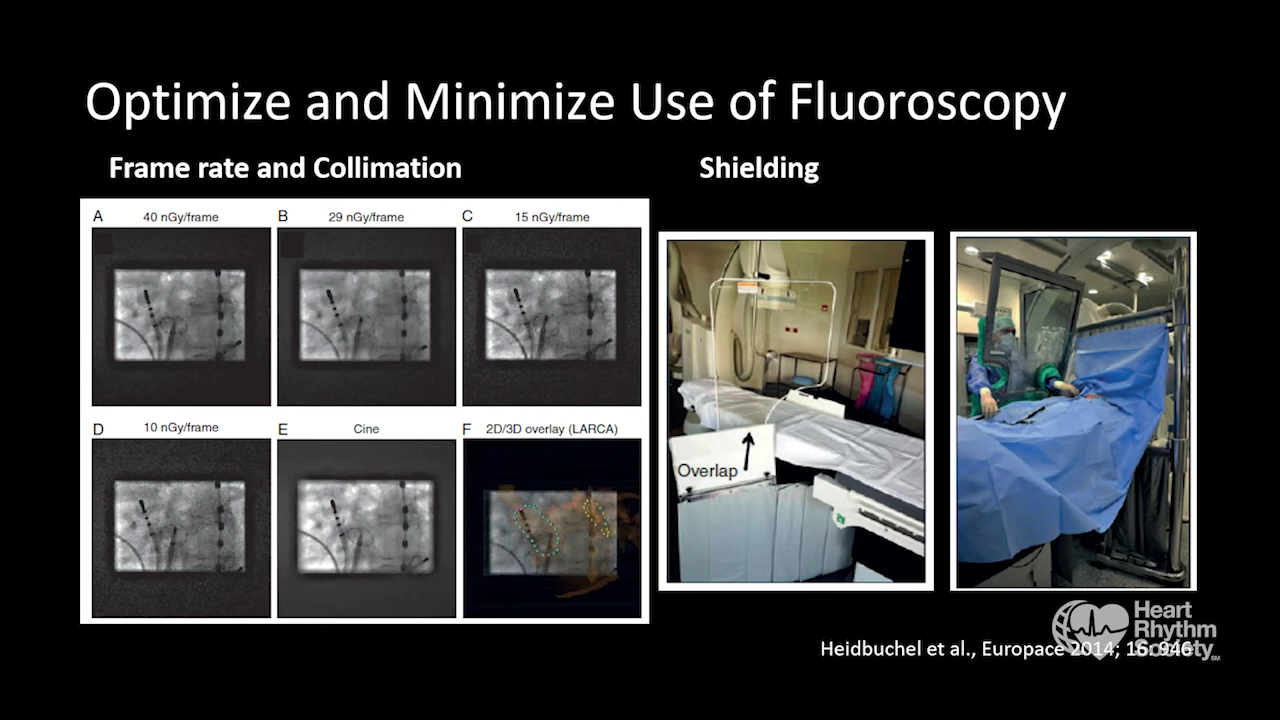 Optimize and Minimize Use of Fluoroscopy
Frame rate and Collimation
A 40 nGy/frame
B 29 nGy/frame
C 15 nGy/frame
D 10 nGy/frame
E Cine
F 2D/3D overlay (LARCA)
Shielding
Overlap
Heidbuchel et al., Europace 2014; 16: 946
Heart
Rhythm
Society
SM